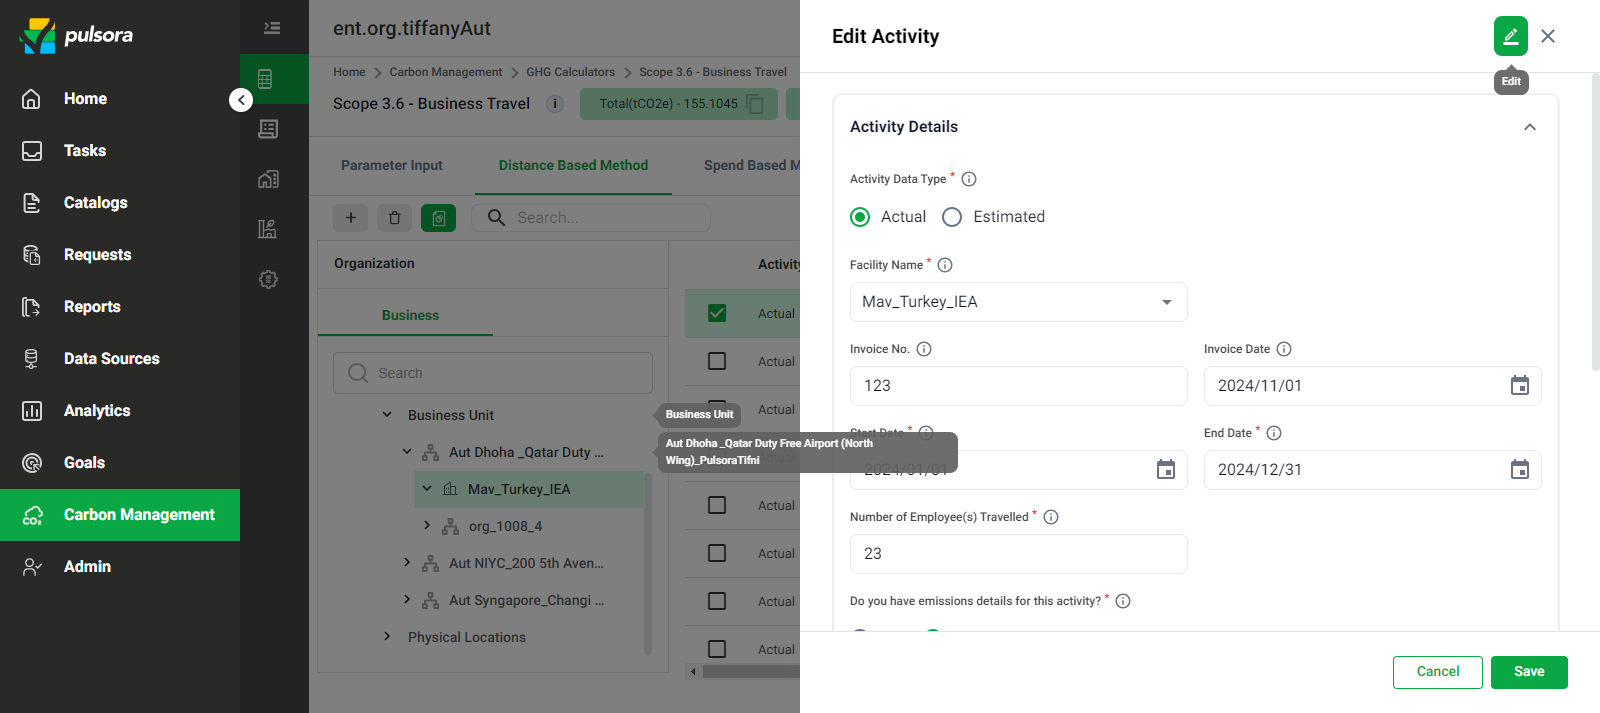 pulsora
Home
Tasks
Catalogs
Requests
Reports
Data Sources
Analytics
Goals
Carbon Management
Admin
ent.org.tiffanyAut
Home > Carbon Management > GHG Calculators > Scope 3.6 - Business Travel
Scope 3.6 - Business Travel
Total(tCO2e) - 155.1045
Parameter Input
Distance Based Method
Spend Based M
Search...
Organization
Business
Search
Business Unit
Aut Dhoha _Qatar Duty ...
Mav_Turkey_IEA
org_1008_4
Aut NIYC_200 5th Aven...
Aut Syngapore_Changi ...
Physical Locations
Business Unit
Aut Dhoha _Qatar Duty Free Airport (North
Wing)_PulsoraTifni
Activity
Actual
Actual
Actual
Actual
Actual
Actual
Actual
Edit Activity
Edit
Activity Details
Activity Data Type *
Actual
Estimated
Facility Name *
Mav_Turkey_IEA
Invoice No.
123
Invoice Date
2024/11/01
Start Date *
2024/01/01
End Date *
2024/12/31
Number of Employee(s) Travelled *
23
Do you have emissions details for this activity? *
Cancel
Save